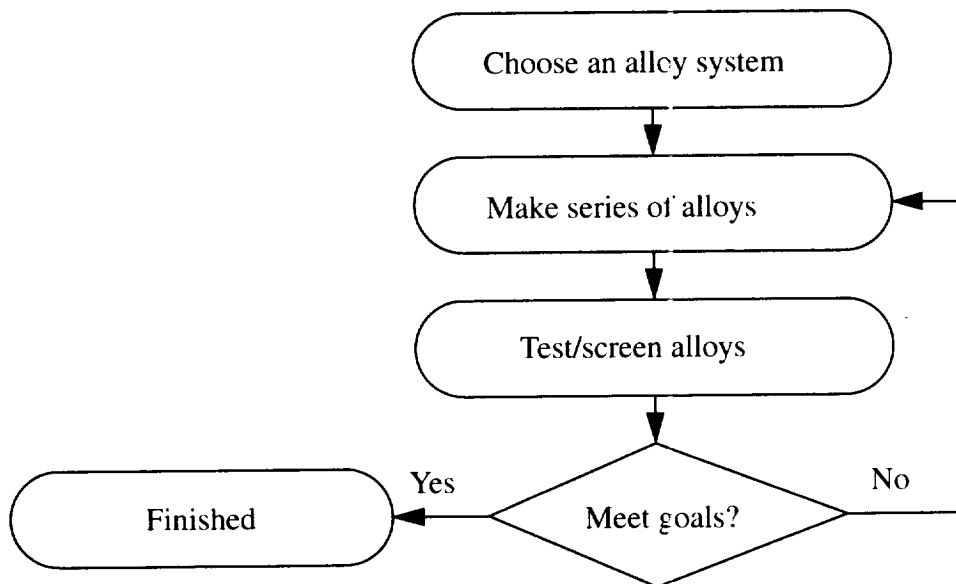 Choose an alloy system
Make series of alloys
Test/screen alloys
Yes
No
Finished
Meet goals?